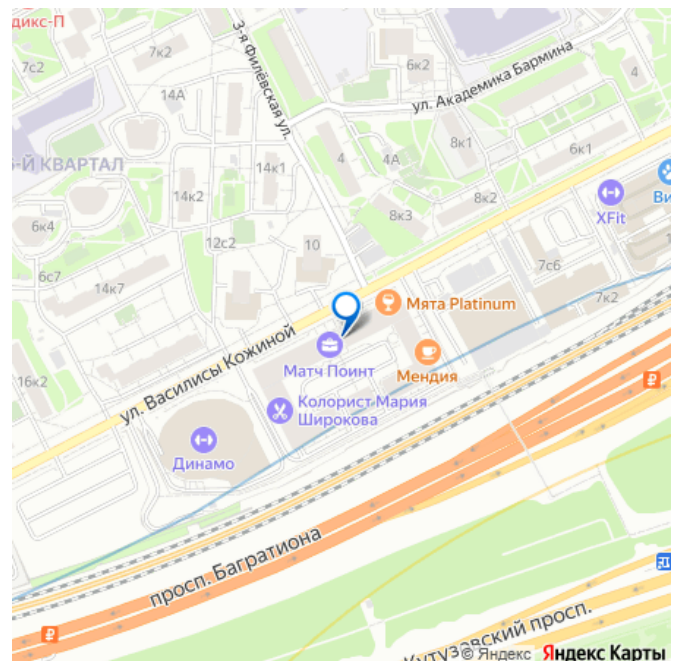 дикс-П
7к2
7с2
14А
3-я Филёвская ул.
6к2
ул. Академика Бармина
4
-Й КВАРТАЛ
14к1
4
4А
8к1
6к1
14к2
8к2
8к3
XFit
Ви
6к4
12с2
10
7с6
6с7
14к7
Мята Platinum
7к2
ул. Василисы Кожиной
Матч Поинт
Мендия
16к2
Колорист Мария
Широкова
₽
Динамо
просп. Багратиона
₽
Кутузовский просп.
© Яндекс Яндекс Карты